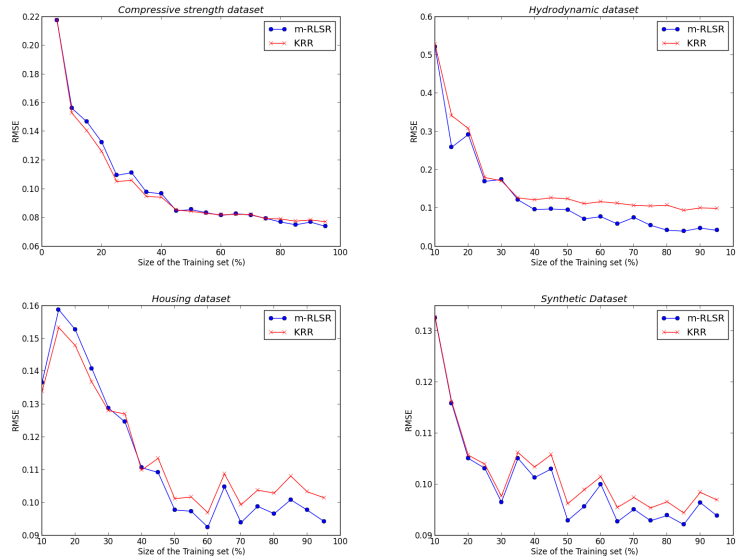 Compressive strength dataset
0.22
0.20
0.18
0.16
0.14
0.12
0.10
0.08
0.06
RMSE
m-RLSR
KRR
0 10 20 30 40 50 60 70 80 90 100
Size of the Training set (%)
Hydrodynamic dataset
0.6
0.5
0.4
0.3
0.2
0.1
0.0
RMSE
m-RLSR
KRR
10 20 30 40 50 60 70 80 90 100
Size of the Training set (%)
Housing dataset
0.16
0.15
0.14
0.13
0.12
0.11
0.10
0.09
RMSE
m-RLSR
KRR
10 20 30 40 50 60 70 80 90 100
Size of the Training set (%)
Synthetic Dataset
0.13
0.12
0.11
0.10
0.09
RMSE
m-RLSR
KRR
10 20 30 40 50 60 70 80 90 100
Size of the Training set (%)